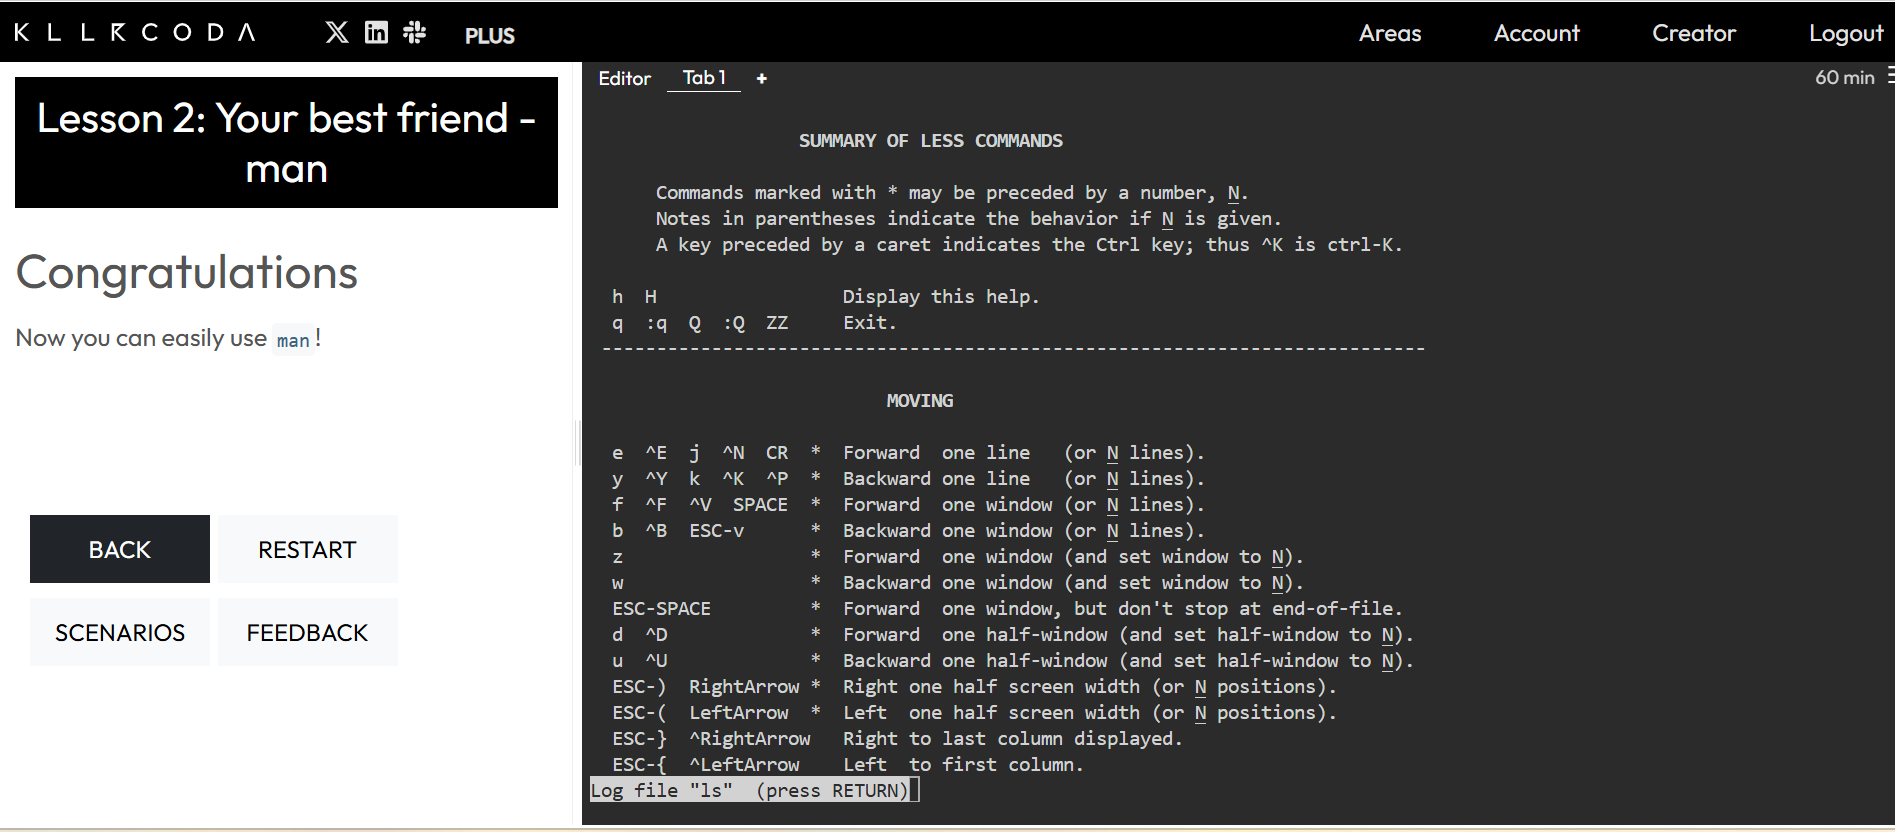 KILLERCODA PLUS Areas Account Creator Logout
Lesson 2: Your best friend -
man
Congratulations
Now you can easily use man!
BACK RESTART
SCENARIOS FEEDBACK
Editor Tab 1 + 60 min
SUMMARY OF LESS COMMANDS
Commands marked with * may be preceded by a number, N.
Notes in parentheses indicate the behavior if N is given.
A key preceded by a caret indicates the Ctrl key; thus ^K is ctrl-K.
h H Display this help.
q :q Q :Q ZZ Exit.
---------------------------------------------------------------------------
MOVING
e ^E j ^N CR * Forward one line (or N lines).
y ^Y k ^K ^P * Backward one line (or N lines).
f ^F ^V SPACE * Forward one window (or N lines).
b ^B ESC-v * Backward one window (or N lines).
z * Forward one window (and set window to N).
w * Backward one window (and set window to N).
ESC-SPACE * Forward one window, but don't stop at end-of-file.
d ^D * Forward one half-window (and set half-window to N).
u ^U * Backward one half-window (and set half-window to N).
ESC-) RightArrow * Right one half screen width (or N positions).
ESC-( LeftArrow * Left one half screen width (or N positions).
ESC-} ^RightArrow Right to last column displayed.
ESC-{ ^LeftArrow Left to first column.
Log file "ls" (press RETURN)